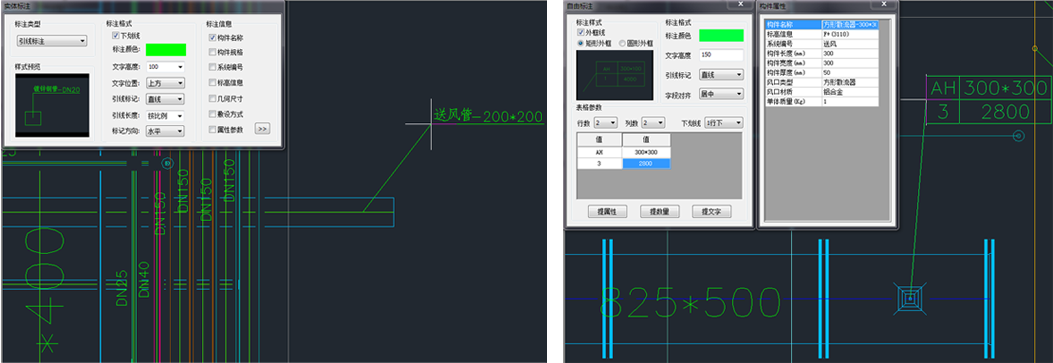 实体标注
标注类型
引线标注
样式预览
镀锌钢管-DN20
标注格式
下划线
标注颜色:
文字高度: 100
文字位置: 上方
引线标记: 直线
引线长度: 按比例
标记方向: 水平
标注信息
构件名称
构件规格
系统编号
标高信息
几何尺寸
敷设方式
属性参数 >>
送风管-200*200
DN150
DN150
DN150
DN150
DN25
DN40
*400
自由标注
标注样式
外框线
矩形外框 圆形外框
AH 300*300
3 2800
标注格式
标注颜色
文字高度 150
引线标记 直线
字段对齐 居中
表格参数
行数 2 列数 2 下划线 1行下
值 值
AH 300*300
3 2800
提属性 提数量 提文字
构件属性
构件名称 方形散流器-300*30
标高信息 F+(3110)
系统编号 送风
构件长度(mm) 300
构件宽度(mm) 300
构件厚度(mm) 50
风口类型 方形散流器
风口材质 铝合金
单体质量(Kg) 1
AH 300*300
3 2800
825*500